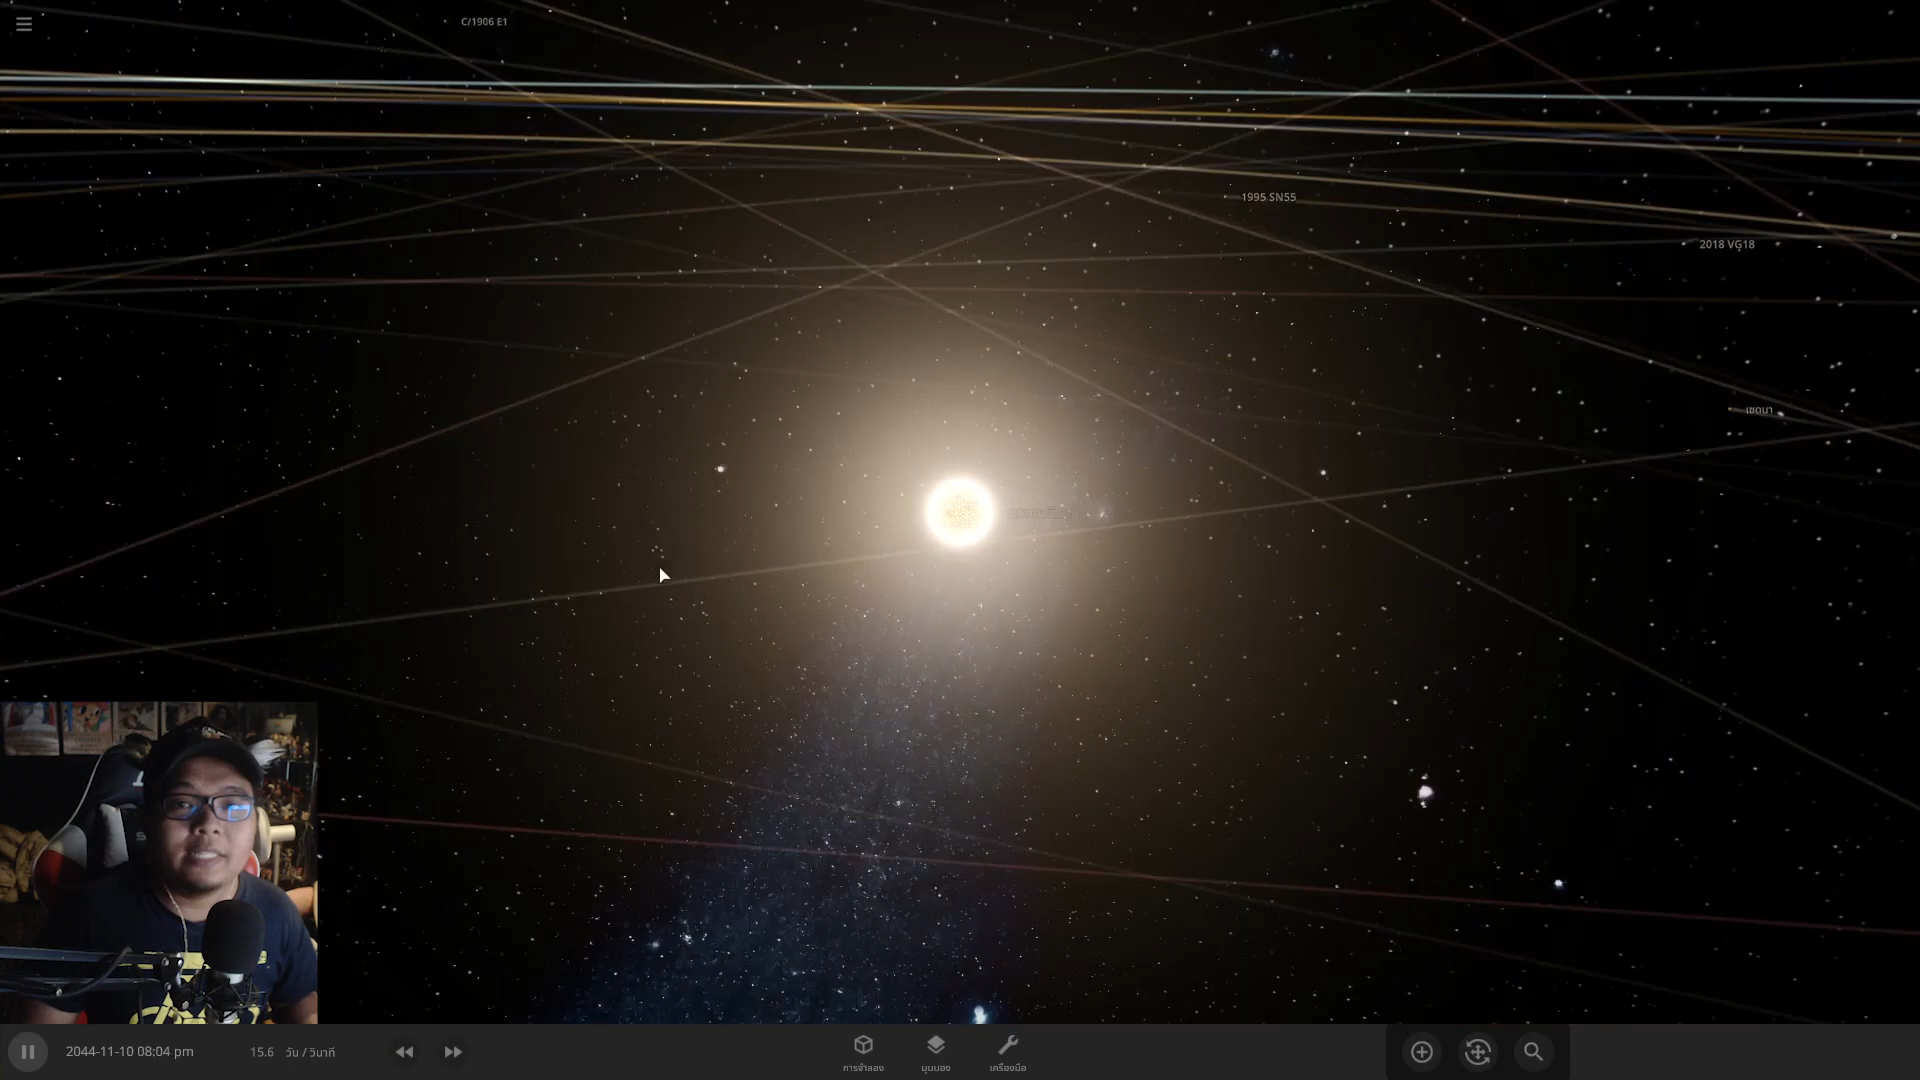 C/1906 E1
1995 SN55
2018 VG18
เซดนา
2044-11-10 08:04 pm
15.6 วัน / วินาที
การจำลอง
มุมมอง
เครื่องมือ